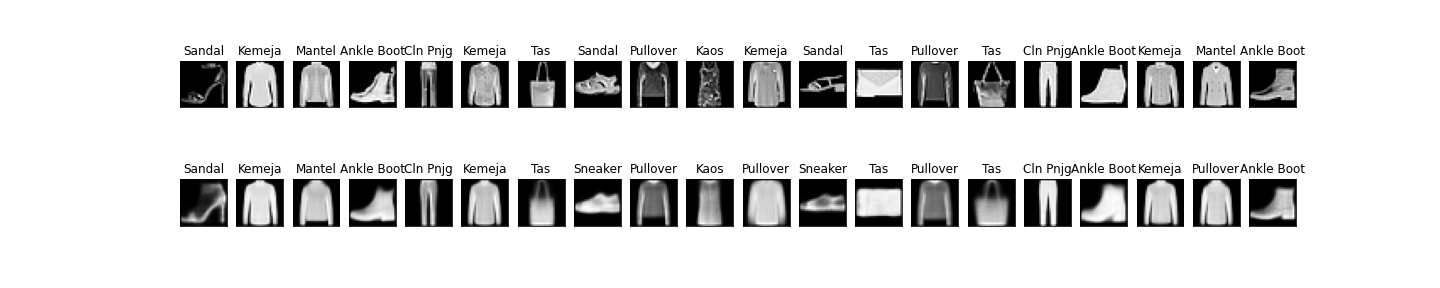 Sandal Kemeja Mantel Ankle Boot Cln Pnjg Kemeja Tas Sandal Pullover Kaos Kemeja Sandal Tas Pullover Tas Cln Pnjg Ankle Boot Kemeja Mantel Ankle Boot
Sandal Kemeja Mantel Ankle Boot Cln Pnjg Kemeja Tas Sneaker Pullover Kaos Pullover Sneaker Tas Pullover Tas Cln Pnjg Ankle Boot Kemeja Pullover Ankle Boot